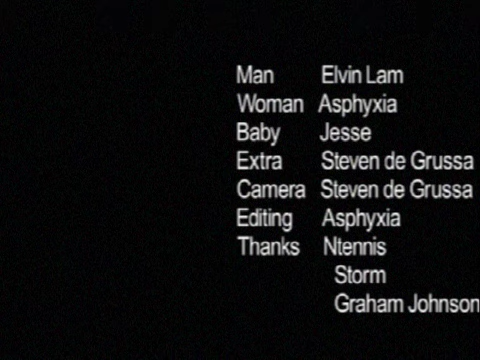 Man Elvin Lam
Woman Asphyxia
Baby Jesse
Extra Steven de Grussa
Camera Steven de Grussa
Editing Asphyxia
Thanks Ntennis
Storm
Graham Johnson